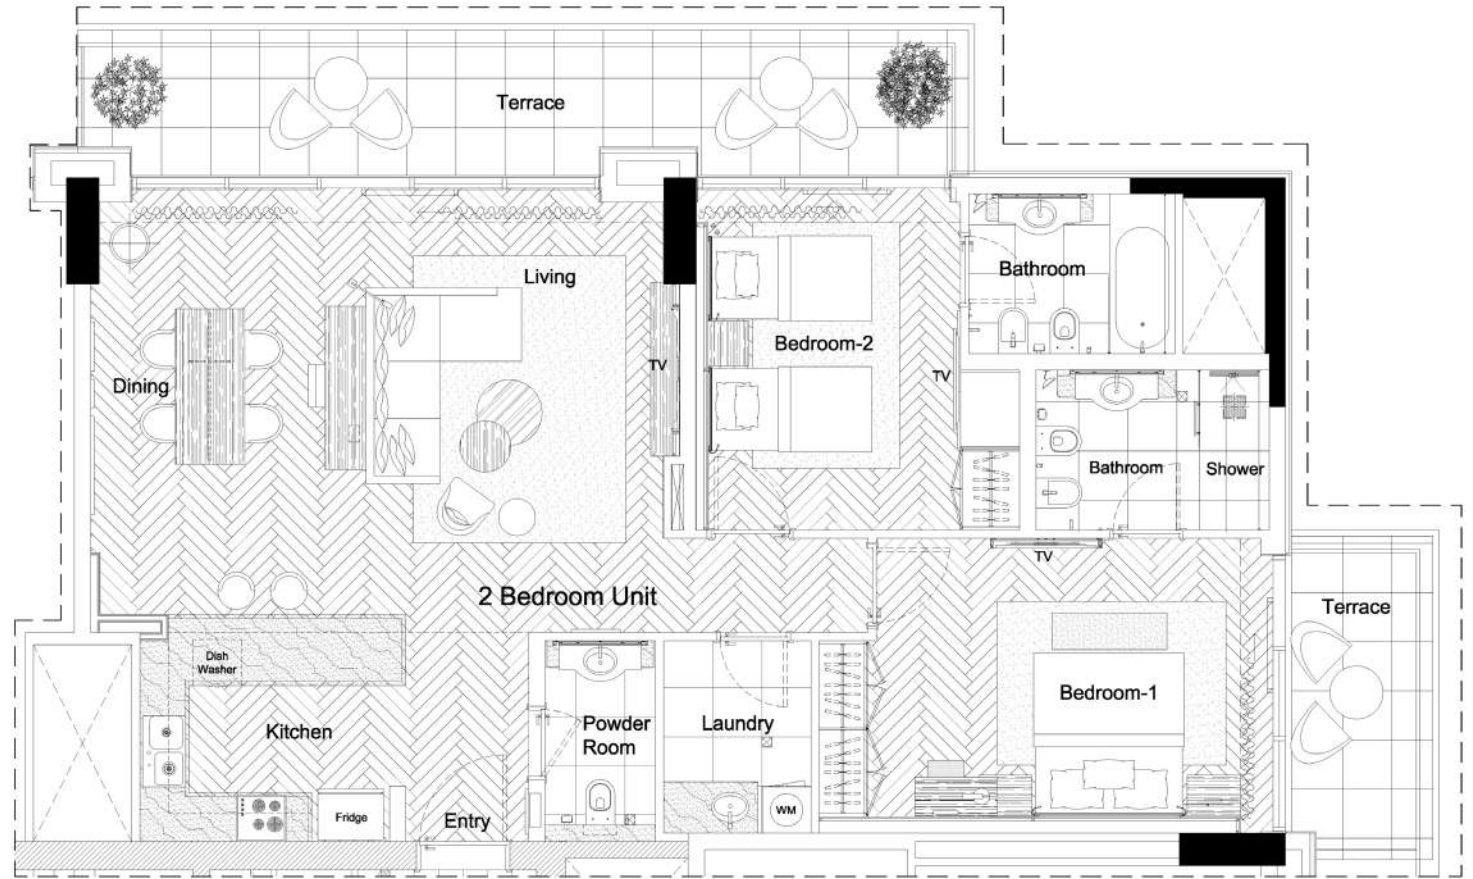 Terrace
Living
Bathroom
Bedroom-2
TV
TV
Dining
Bathroom
Shower
TV
2 Bedroom Unit
Terrace
Dish
Washer
Bedroom-1
Kitchen
Powder
Room
Laundry
Fridge
Entry
WM